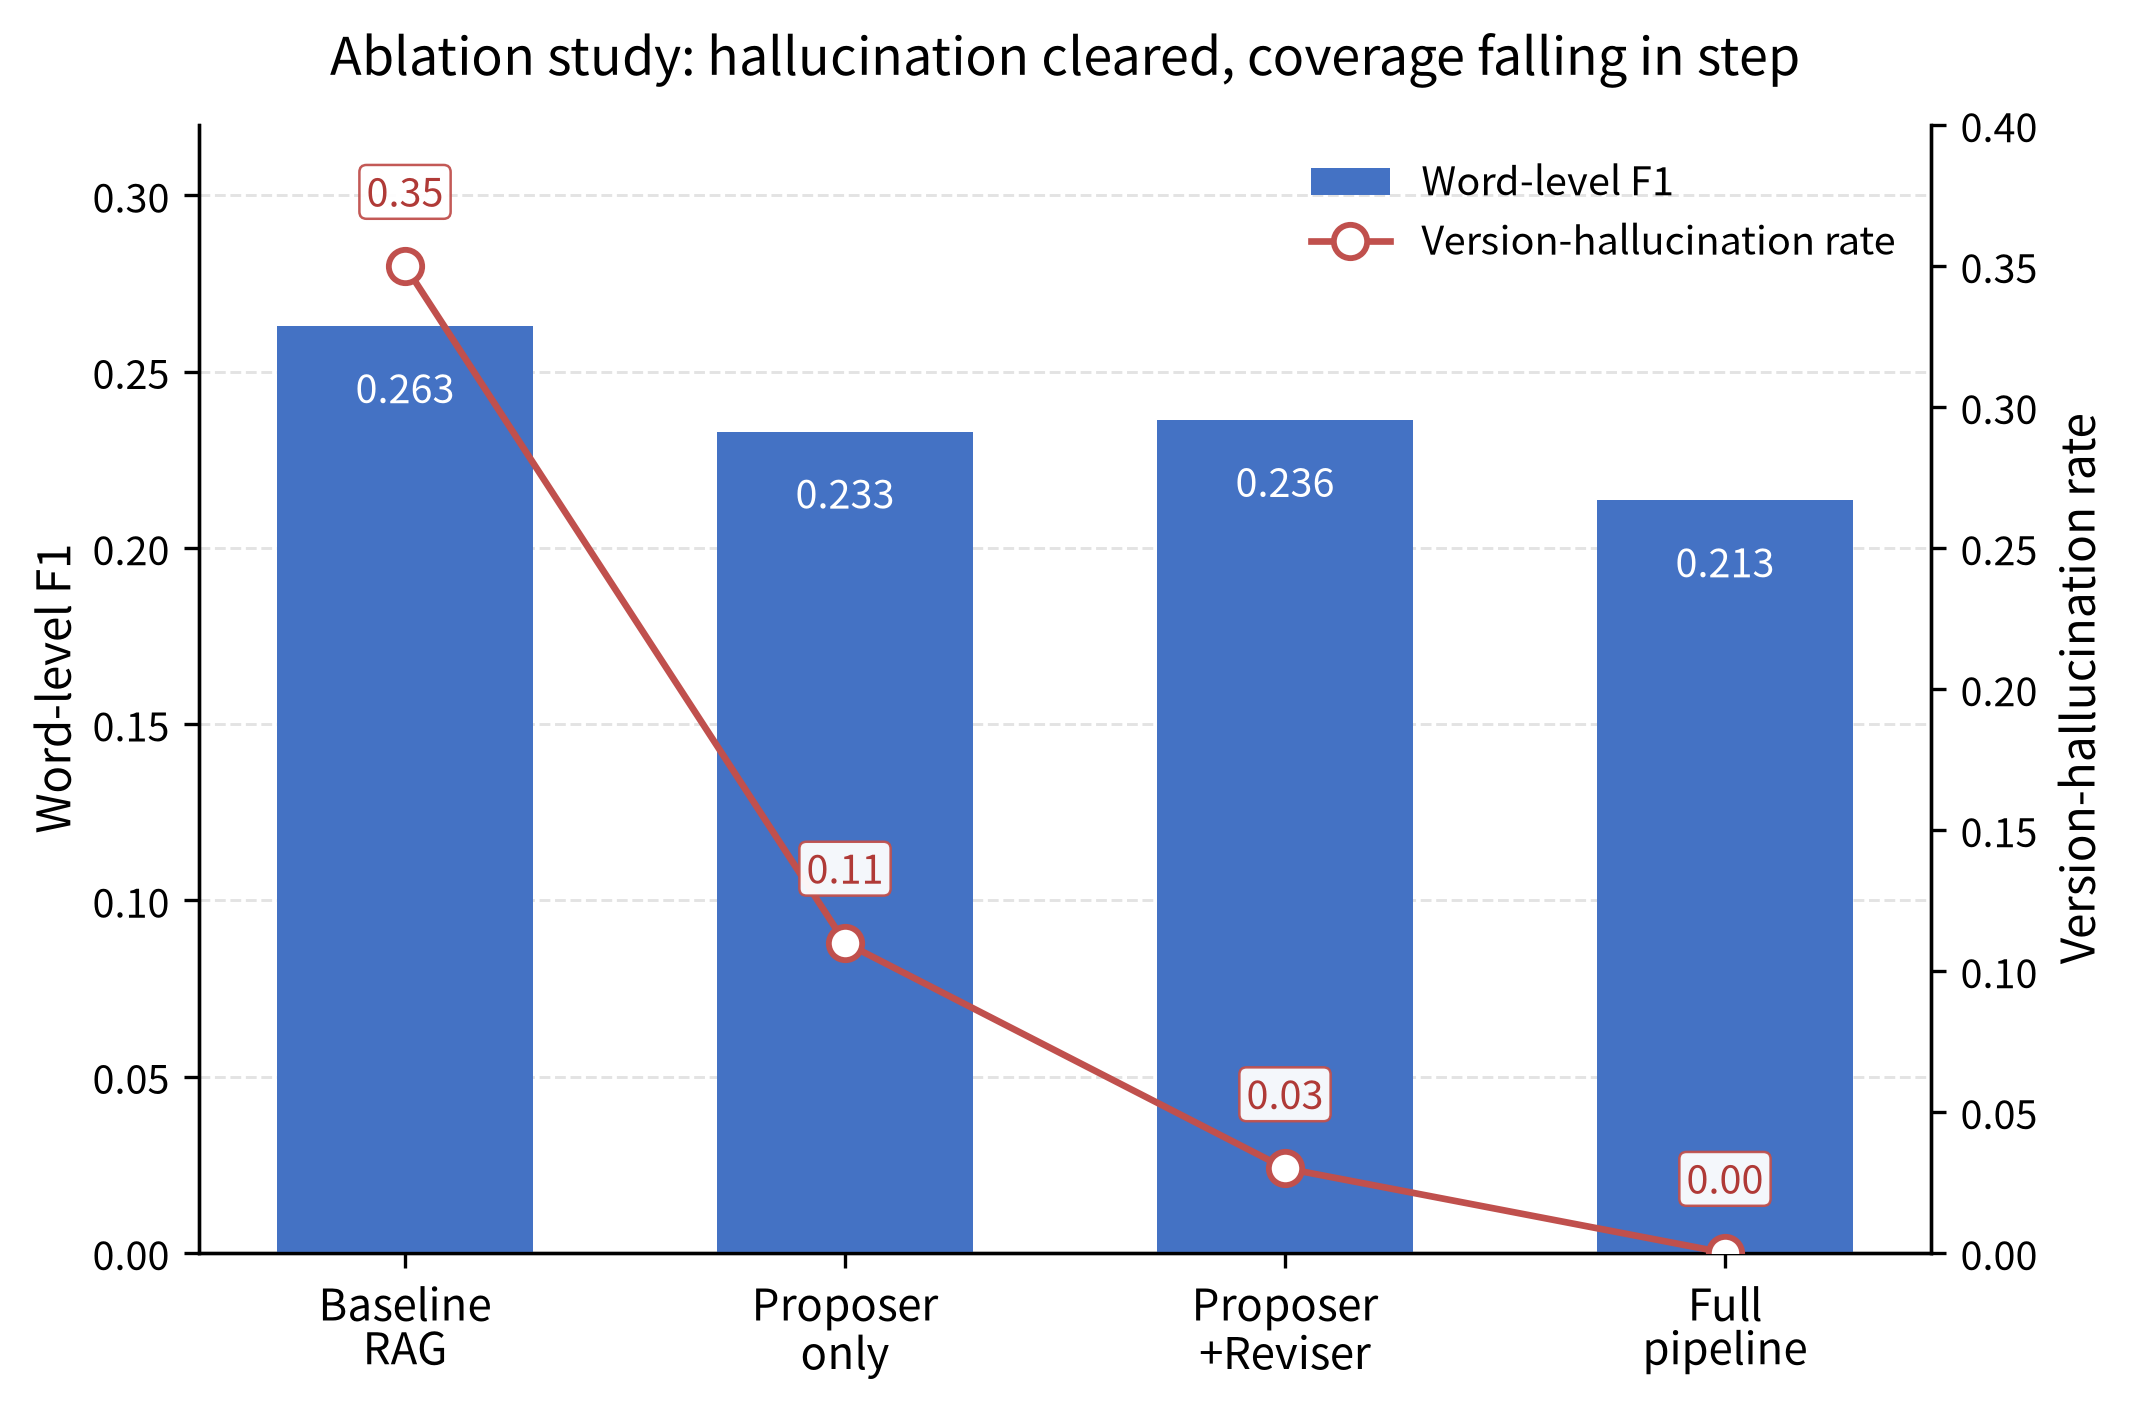 Ablation study: hallucination cleared, coverage falling in step
Word-level F1
Version-hallucination rate
0.30
0.25
0.20
0.15
0.10
0.05
0.00
Word-level F1
0.35
0.263
0.233
0.11
0.236
0.03
0.213
0.00
0.40
0.35
0.30
0.25
0.20
0.15
0.10
0.05
0.00
Version-hallucination rate
Baseline
RAG
Proposer
only
Proposer
+Reviser
Full
pipeline